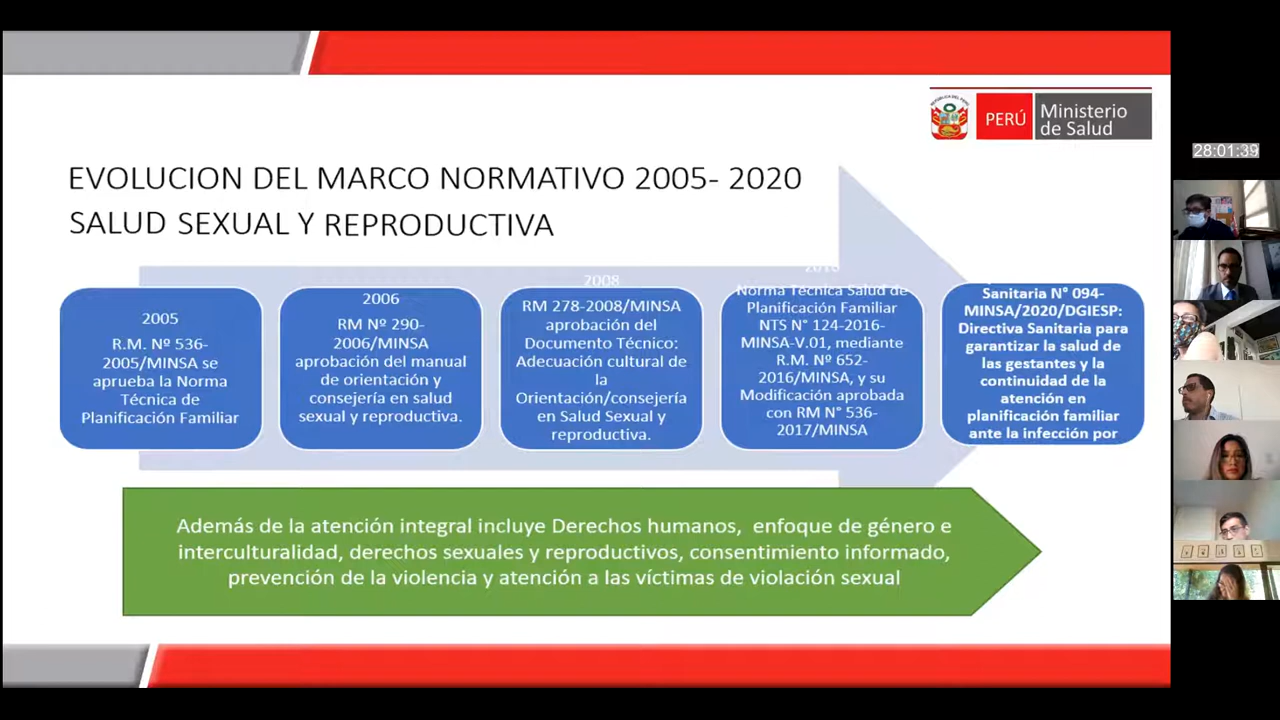 PERÚ
Ministerio
de Salud
28:01:39
EVOLUCION DEL MARCO NORMATIVO 2005- 2020
SALUD SEXUAL Y REPRODUCTIVA
2005
R.M. Nº 536-
2005/MINSA se
aprueba la Norma
Técnica de
Planificación Familiar
2006
RM Nº 290-
2006/MINSA
aprobación del manual
de orientación y
consejería en salud
sexual y reproductiva.
2008
RM 278-2008/MINSA
aprobación del
Documento Técnico:
Adecuación cultural de
la
Orientación/consejería
en Salud Sexual y
reproductiva.
Norma Técnica Salud de
Planificación Familiar
NTS N° 124-2016-
MINSA-V.01, mediante
R.M. Nº 652-
2016/MINSA, y su
Modificación aprobada
con RM N° 536-
2017/MINSA
Sanitaria N° 094-
MINSA/2020/DGIESP:
Directiva Sanitaria para
garantizar la salud de
las gestantes y la
continuidad de la
atención en
planificación familiar
ante la infección por
Además de la atención integral incluye Derechos humanos, enfoque de género e
interculturalidad, derechos sexuales y reproductivos, consentimiento informado,
prevención de la violencia y atención a las víctimas de violación sexual